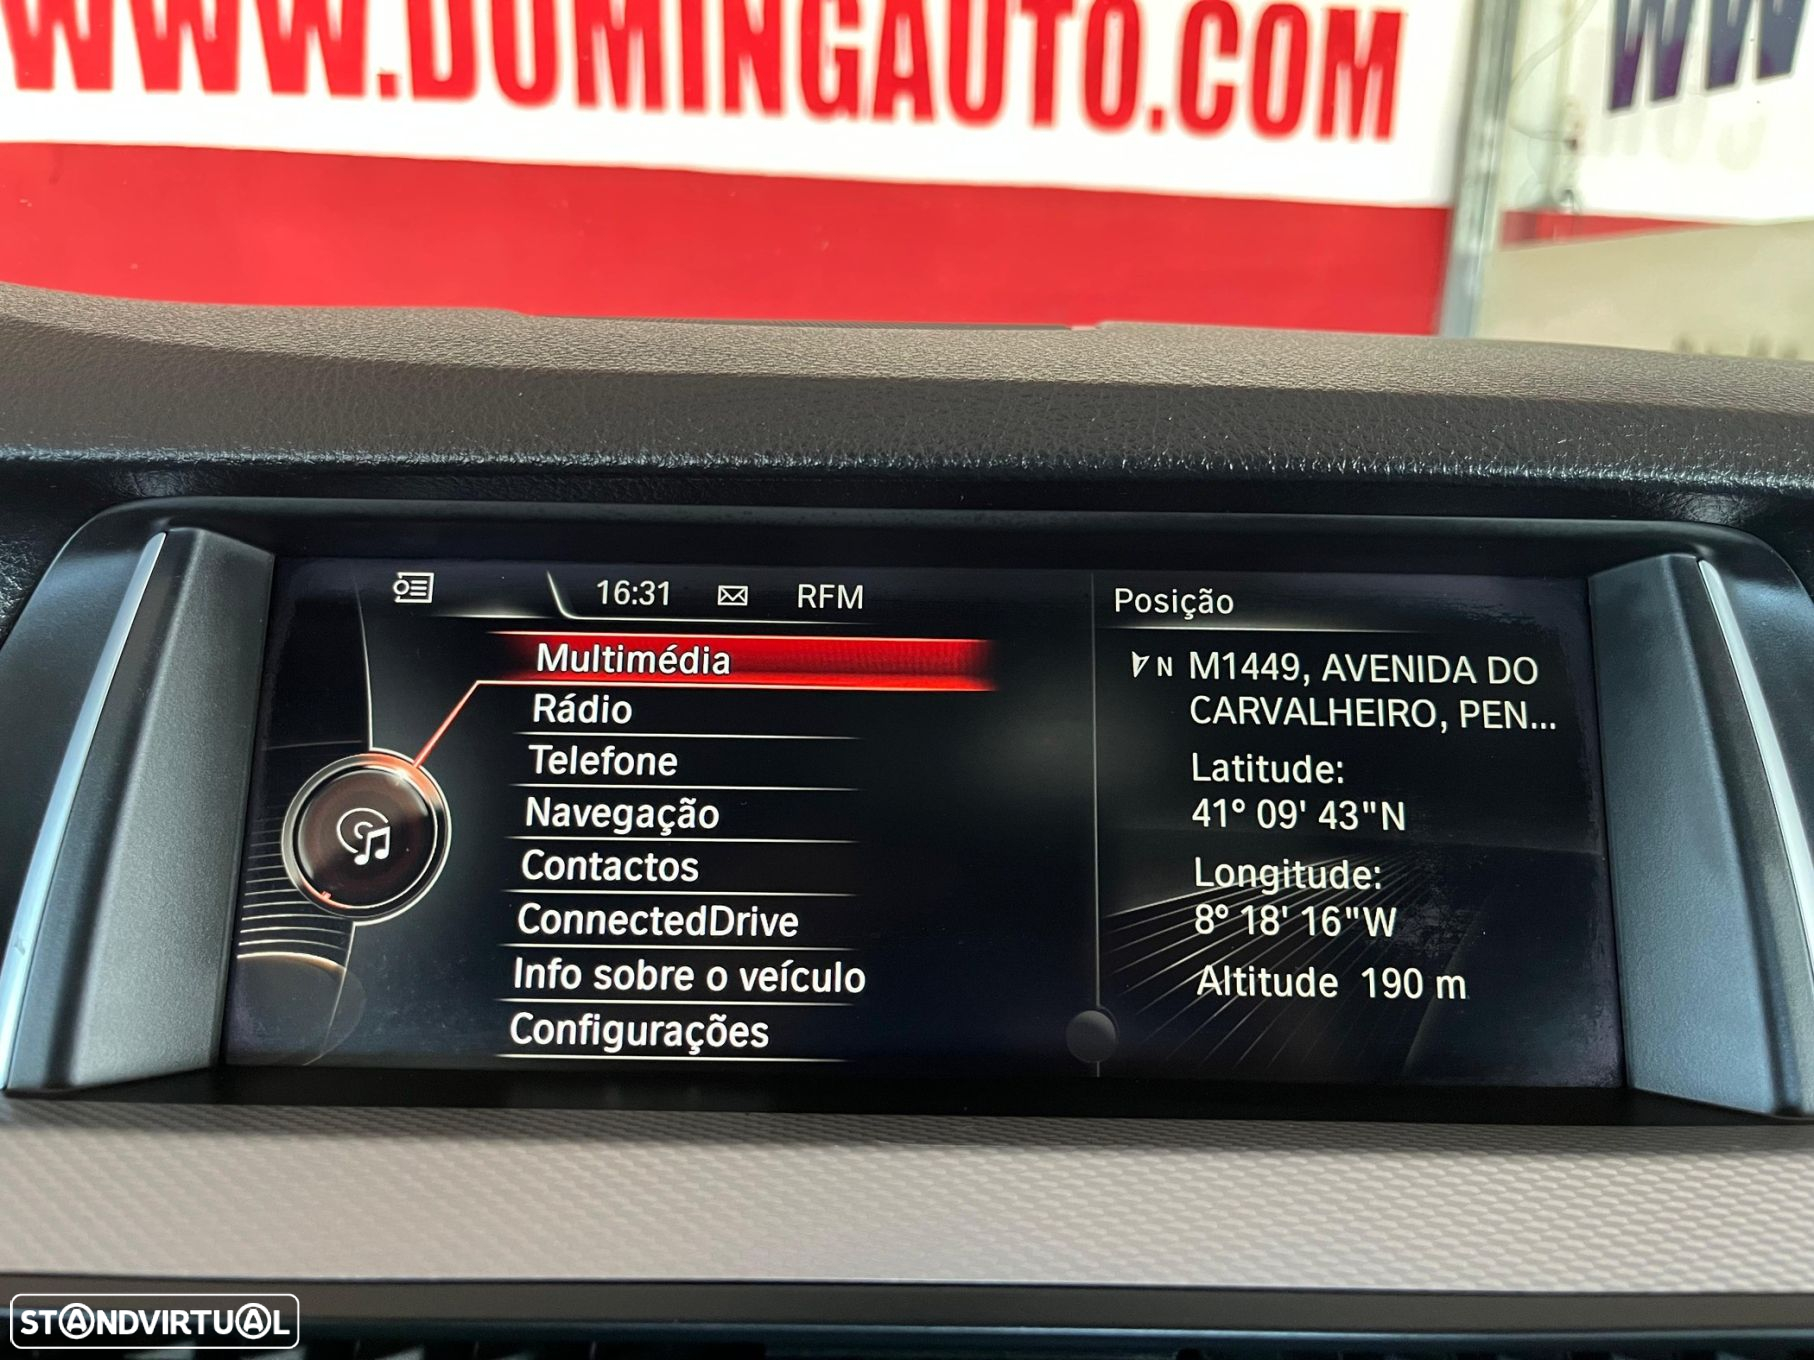 WWW.DOMINGAUTO.COM
WW
16:31
RFM
Multimédia
Rádio
Telefone
Navegação
Contactos
ConnectedDrive
Info sobre o veículo
Configurações
Posição
N M1449, AVENIDA DO
CARVALHEIRO, PEN...
Latitude:
41° 09' 43"N
Longitude:
8° 18' 16"W
Altitude 190 m
STANDVIRTUAL